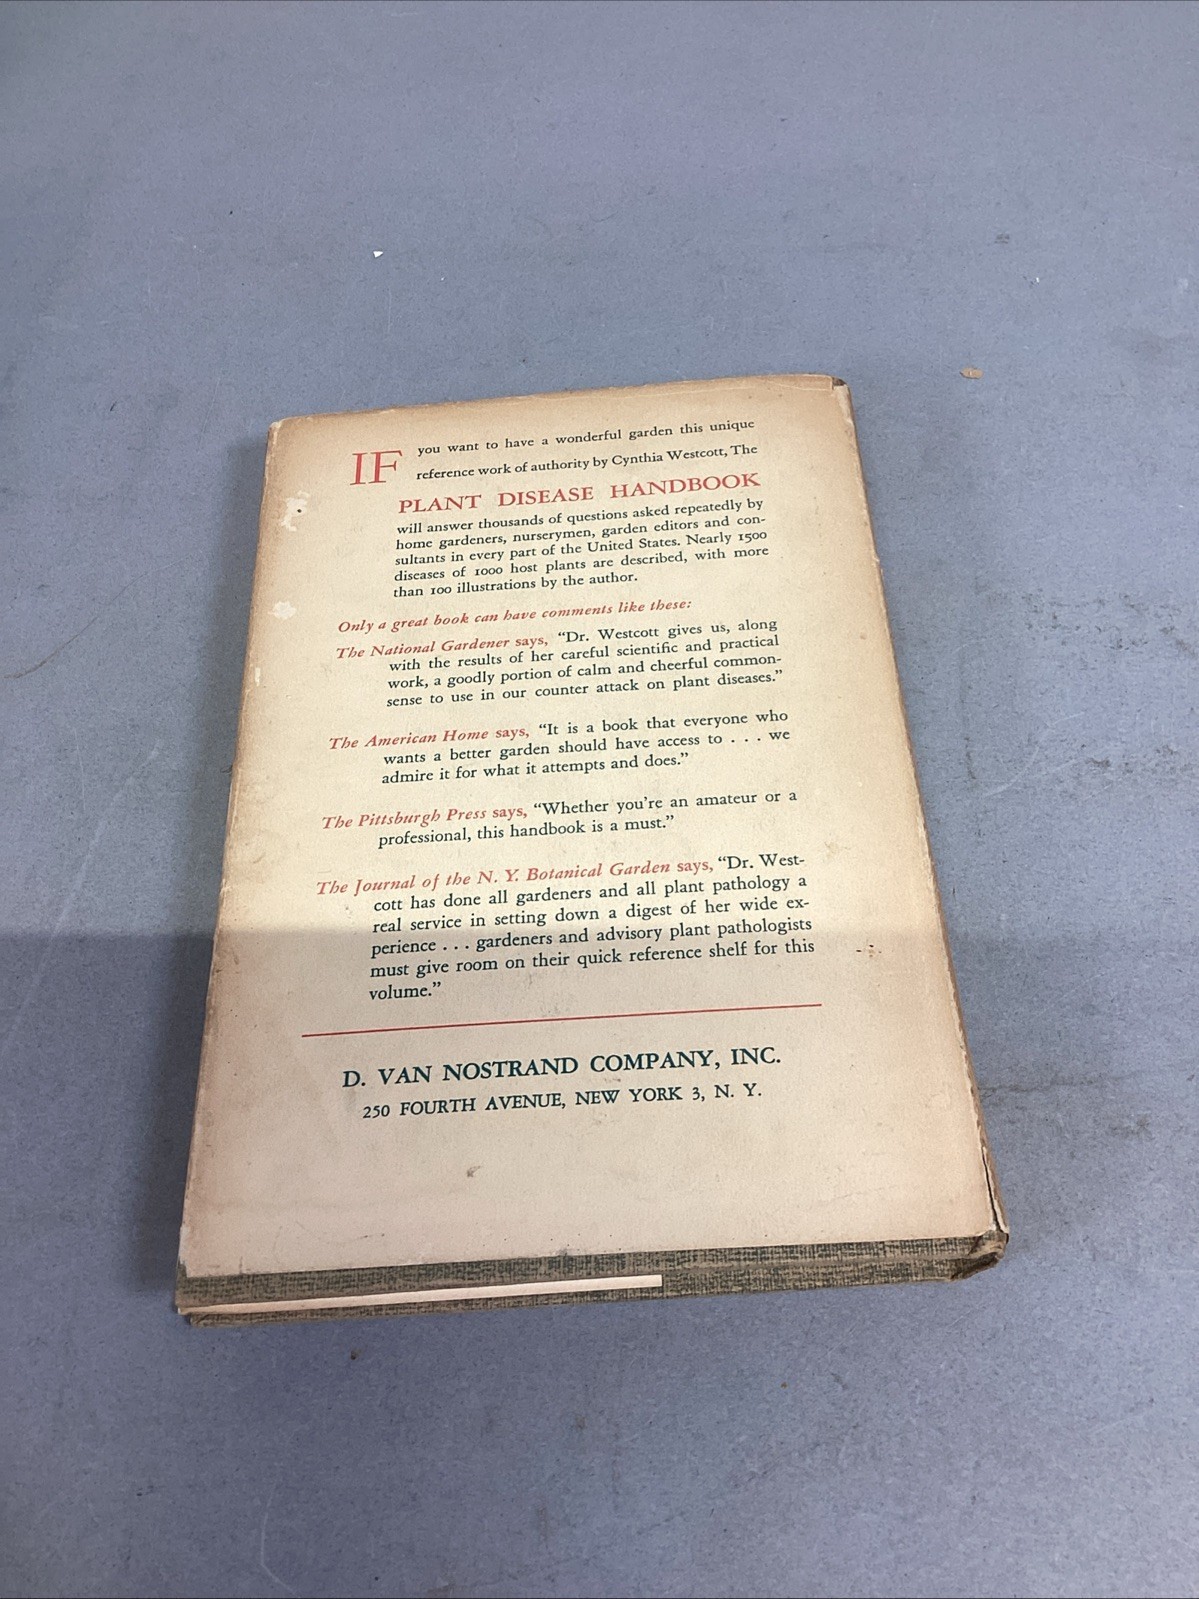 IF you want to have a wonderful garden this unique
reference work of authority by Cynthia Westcott, The
PLANT DISEASE HANDBOOK
will answer thousands of questions asked repeatedly by
home gardeners, nurserymen, garden editors and con-
sultants in every part of the United States. Nearly 1500
diseases of 1000 host plants are described, with more
than 100 illustrations by the author.
Only a great book can have comments like these:
The National Gardener says, “Dr. Westcott gives us, along
with the results of her careful scientific and practical
work, a goodly portion of calm and cheerful common-
sense to use in our counter attack on plant diseases.”
The American Home says, “It is a book that everyone who
wants a better garden should have access to . . . we
admire it for what it attempts and does.”
The Pittsburgh Press says, “Whether you’re an amateur or a
professional, this handbook is a must.”
The Journal of the N. Y. Botanical Garden says, “Dr. West-
cott has done all gardeners and all plant pathology a
real service in setting down a digest of her wide ex-
perience . . . gardeners and advisory plant pathologists
must give room on their quick reference shelf for this
volume.”
D. VAN NOSTRAND COMPANY, INC.
250 FOURTH AVENUE, NEW YORK 3, N. Y.